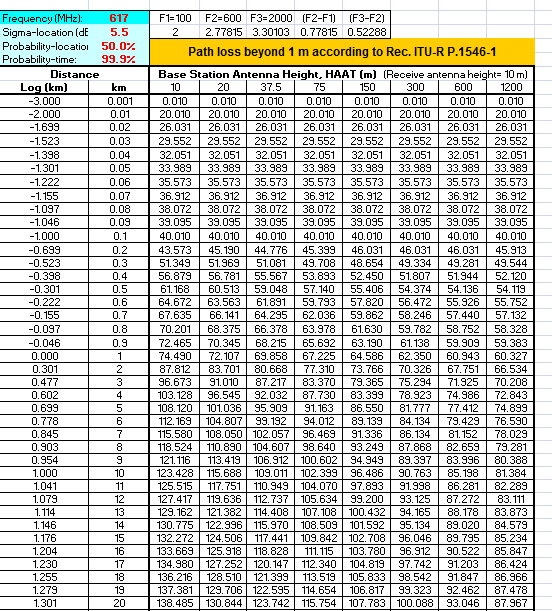 Frequency (MHz): 617 F1=100 F2=600 F3=2000 (F2-F1) (F3-F2)
Sigma-location (dB 5.5 2 2.77815 3.30103 0.77815 0.52288
Probability-locatio 50.0% Path loss beyond 1 m according to Rec. ITU-R P.1546-1
Probability-time: 99.9%
Distance Base Station Antenna Height, HAAT (m) (Receive antenna height= 10 m)
Log (km) km 10 20 37.5 75 150 300 600 1200
-3.000 0.001 0.010 0.010 0.010 0.010 0.010 0.010 0.010 0.010
-2.000 0.01 20.010 20.010 20.010 20.010 20.010 20.010 20.010 20.010
-1.699 0.02 26.031 26.031 26.031 26.031 26.031 26.031 26.031 26.031
-1.523 0.03 29.552 29.552 29.552 29.552 29.552 29.552 29.552 29.552
-1.398 0.04 32.051 32.051 32.051 32.051 32.051 32.051 32.051 32.051
-1.301 0.05 33.989 33.989 33.989 33.989 33.989 33.989 33.989 33.989
-1.222 0.06 35.573 35.573 35.573 35.573 35.573 35.573 35.573 35.573
-1.155 0.07 36.912 36.912 36.912 36.912 36.912 36.912 36.912 36.912
-1.097 0.08 38.072 38.072 38.072 38.072 38.072 38.072 38.072 38.072
-1.046 0.09 39.095 39.095 39.095 39.095 39.095 39.095 39.095 39.095
-1.000 0.1 40.010 40.010 40.010 40.010 40.010 40.010 40.010 40.010
-0.699 0.2 43.573 45.190 44.776 45.399 46.031 46.031 46.031 45.913
-0.523 0.3 51.349 51.969 51.081 49.708 48.654 49.334 49.281 49.544
-0.398 0.4 56.879 56.781 55.567 53.893 52.450 51.807 51.944 52.120
-0.301 0.5 61.168 60.513 59.048 57.140 55.406 54.374 54.136 54.119
-0.222 0.6 64.672 63.563 61.891 59.793 57.820 56.472 55.926 55.752
-0.155 0.7 67.635 66.141 64.295 62.036 59.862 58.246 57.440 57.132
-0.097 0.8 70.201 68.375 66.378 63.978 61.630 59.782 58.752 58.328
-0.046 0.9 72.465 70.345 68.215 65.692 63.190 61.138 59.909 59.383
0.000 1 74.490 72.107 69.858 67.225 64.586 62.350 60.943 60.327
0.301 2 87.812 83.701 80.668 77.310 73.766 70.326 67.751 66.534
0.477 3 96.673 91.010 87.217 83.370 79.365 75.294 71.925 70.208
0.602 4 103.128 96.545 92.032 87.730 83.399 78.923 74.986 72.843
0.699 5 108.120 101.036 95.909 91.163 86.550 81.777 77.412 74.899
0.778 6 112.169 104.807 99.192 94.012 89.139 84.134 79.429 76.590
0.845 7 115.580 108.050 102.057 96.469 91.336 86.134 81.152 78.029
0.903 8 118.524 110.890 104.607 98.640 93.249 87.868 82.659 79.281
0.954 9 121.116 113.419 106.912 100.602 94.949 89.397 83.996 80.388
1.000 10 123.428 115.688 109.011 102.399 96.486 90.763 85.198 81.384
1.041 11 125.515 117.751 110.949 104.070 97.893 91.998 86.281 82.289
1.079 12 127.417 119.636 112.737 105.634 99.200 93.125 87.272 83.111
1.114 13 129.162 121.382 114.408 107.108 100.432 94.165 88.178 83.873
1.146 14 130.775 122.996 115.970 108.509 101.592 95.134 89.020 84.579
1.176 15 132.272 124.506 117.441 109.842 102.708 96.046 89.795 85.234
1.204 16 133.669 125.918 118.828 111.115 103.780 96.912 90.522 85.847
1.230 17 134.980 127.252 120.147 112.340 104.819 97.742 91.203 86.424
1.255 18 136.216 128.510 121.399 113.519 105.833 98.542 91.847 86.966
1.279 19 137.381 129.706 122.595 114.654 106.817 99.323 92.462 87.478
1.301 20 138.485 130.844 123.742 115.754 107.783 100.088 93.046 87.967